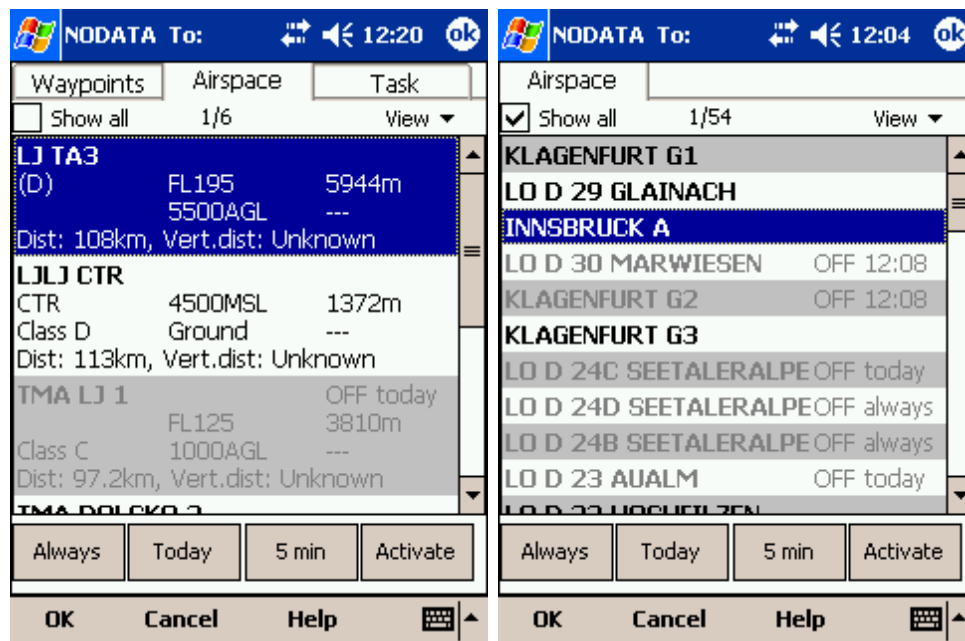 NODATA To: 12:20 ok
Waypoints Airspace Task
Show all 1/6 View
LJ TA3
(D) FL195 5944m
5500AGL ---
Dist: 108km, Vert.dist: Unknown
LJLJ CTR
CTR 4500MSL 1372m
Class D Ground ---
Dist: 113km, Vert.dist: Unknown
TMA LJ 1 OFF today
FL125 3810m
Class C 1000AGL ---
Dist: 97.2km, Vert.dist: Unknown
Always Today 5 min Activate
OK Cancel Help
NODATA To: 12:04 ok
Airspace
Show all 1/54 View
KLAGENFURT G1
LO D 29 GLAINACH
INNSBRUCK A
LO D 30 MARWIESEN OFF 12:08
KLAGENFURT G2 OFF 12:08
KLAGENFURT G3
LO D 24C SEETALERALPE OFF today
LO D 24D SEETALERALPE OFF always
LO D 24B SEETALERALPE OFF always
LO D 23 AUALM OFF today
Always Today 5 min Activate
OK Cancel Help